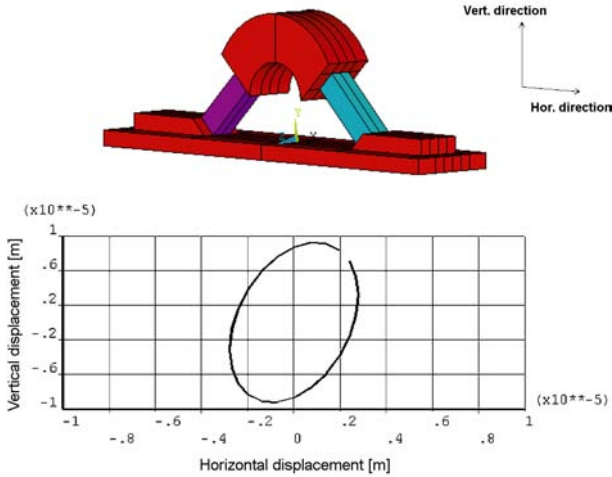 Vert. direction
Hor. direction
Y
X
(x10**-5)
1
.6
.2
-.2
-.6
-1
Vertical displacement [m]
(x10**-5)
-1 -.6 -.2 .2 .6 1
-.8 -.4 0 .4 .8
Horizontal displacement [m]